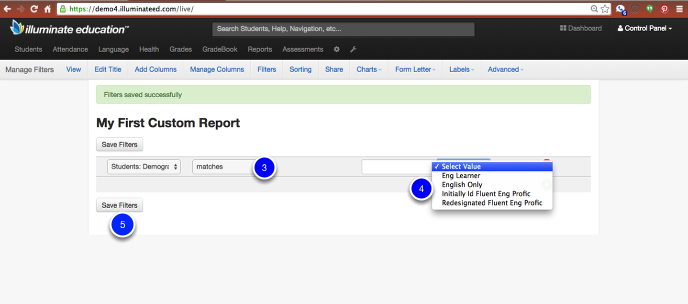 https://demo4.illuminateed.com/live/
illuminate education™
Search Students, Help, Navigation, etc...
Dashboard
Control Panel
Students Attendance Language Health Grades GradeBook Reports Assessments
Manage Filters View Edit Title Add Columns Manage Columns Filters Sorting Share Charts Form Letter Labels Advanced
Filters saved successfully
My First Custom Report
Save Filters
Students: Demogra
matches
3
✓ Select Value
Eng Learner
4
English Only
Initially Id Fluent Eng Profic
Redesignated Fluent Eng Profic
Save Filters
5